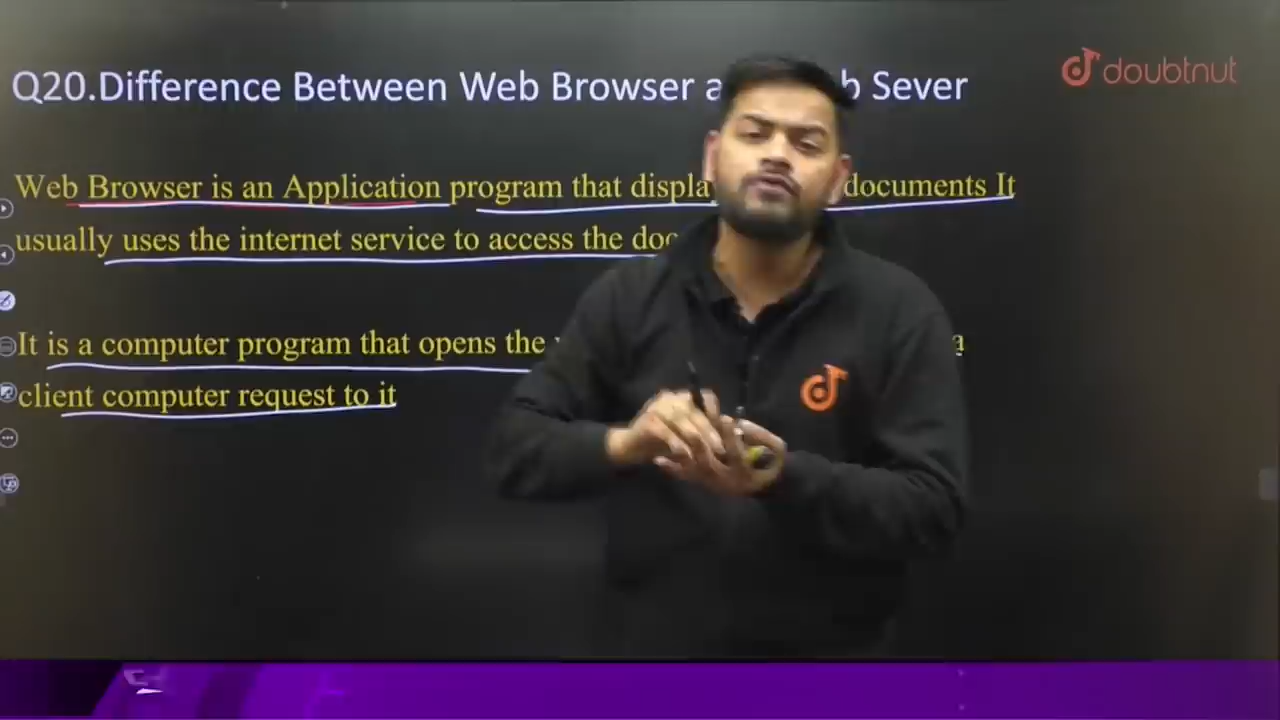 Q20.Difference Between Web Browser a b Sever
doubtnut
Web Browser is an Application program that displa documents It
usually uses the internet service to access the doc
It is a computer program that opens the a
client computer request to it